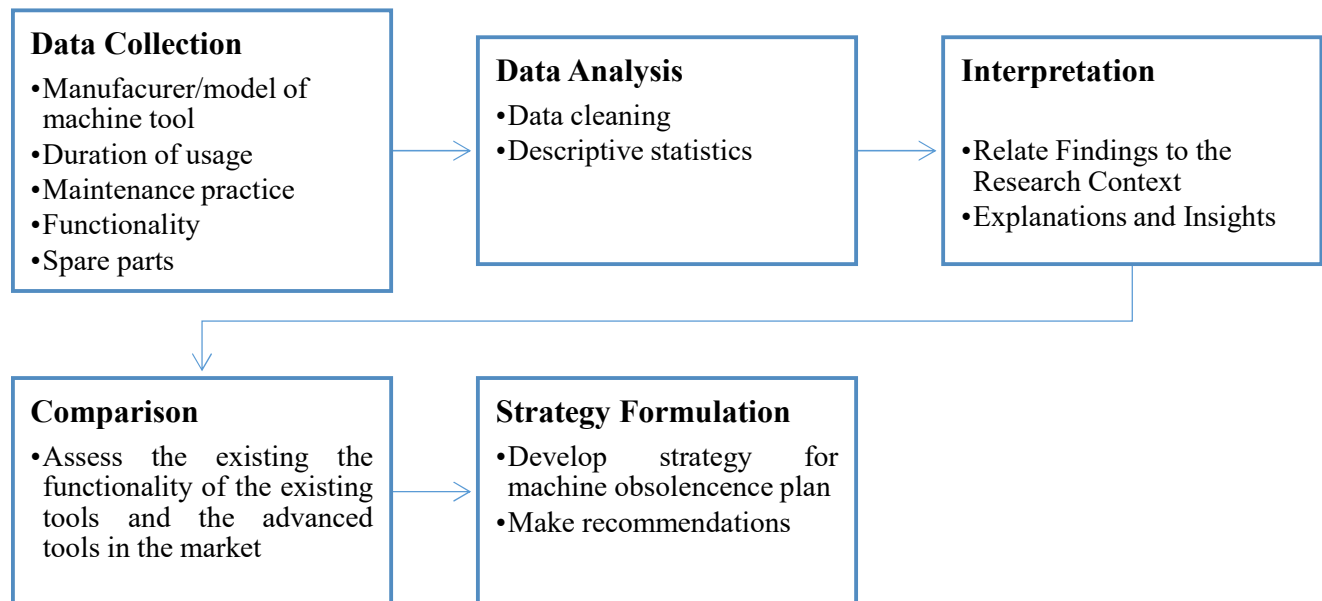 Data Collection
•Manufacurer/model of
machine tool
•Duration of usage
•Maintenance practice
•Functionality
•Spare parts
Data Analysis
•Data cleaning
•Descriptive statistics
Interpretation
•Relate Findings to the
Research Context
•Explanations and Insights
Comparison
•Assess the existing the
functionality of the existing
tools and the advanced
tools in the market
Strategy Formulation
•Develop strategy for
machine obsolencence plan
•Make recommendations